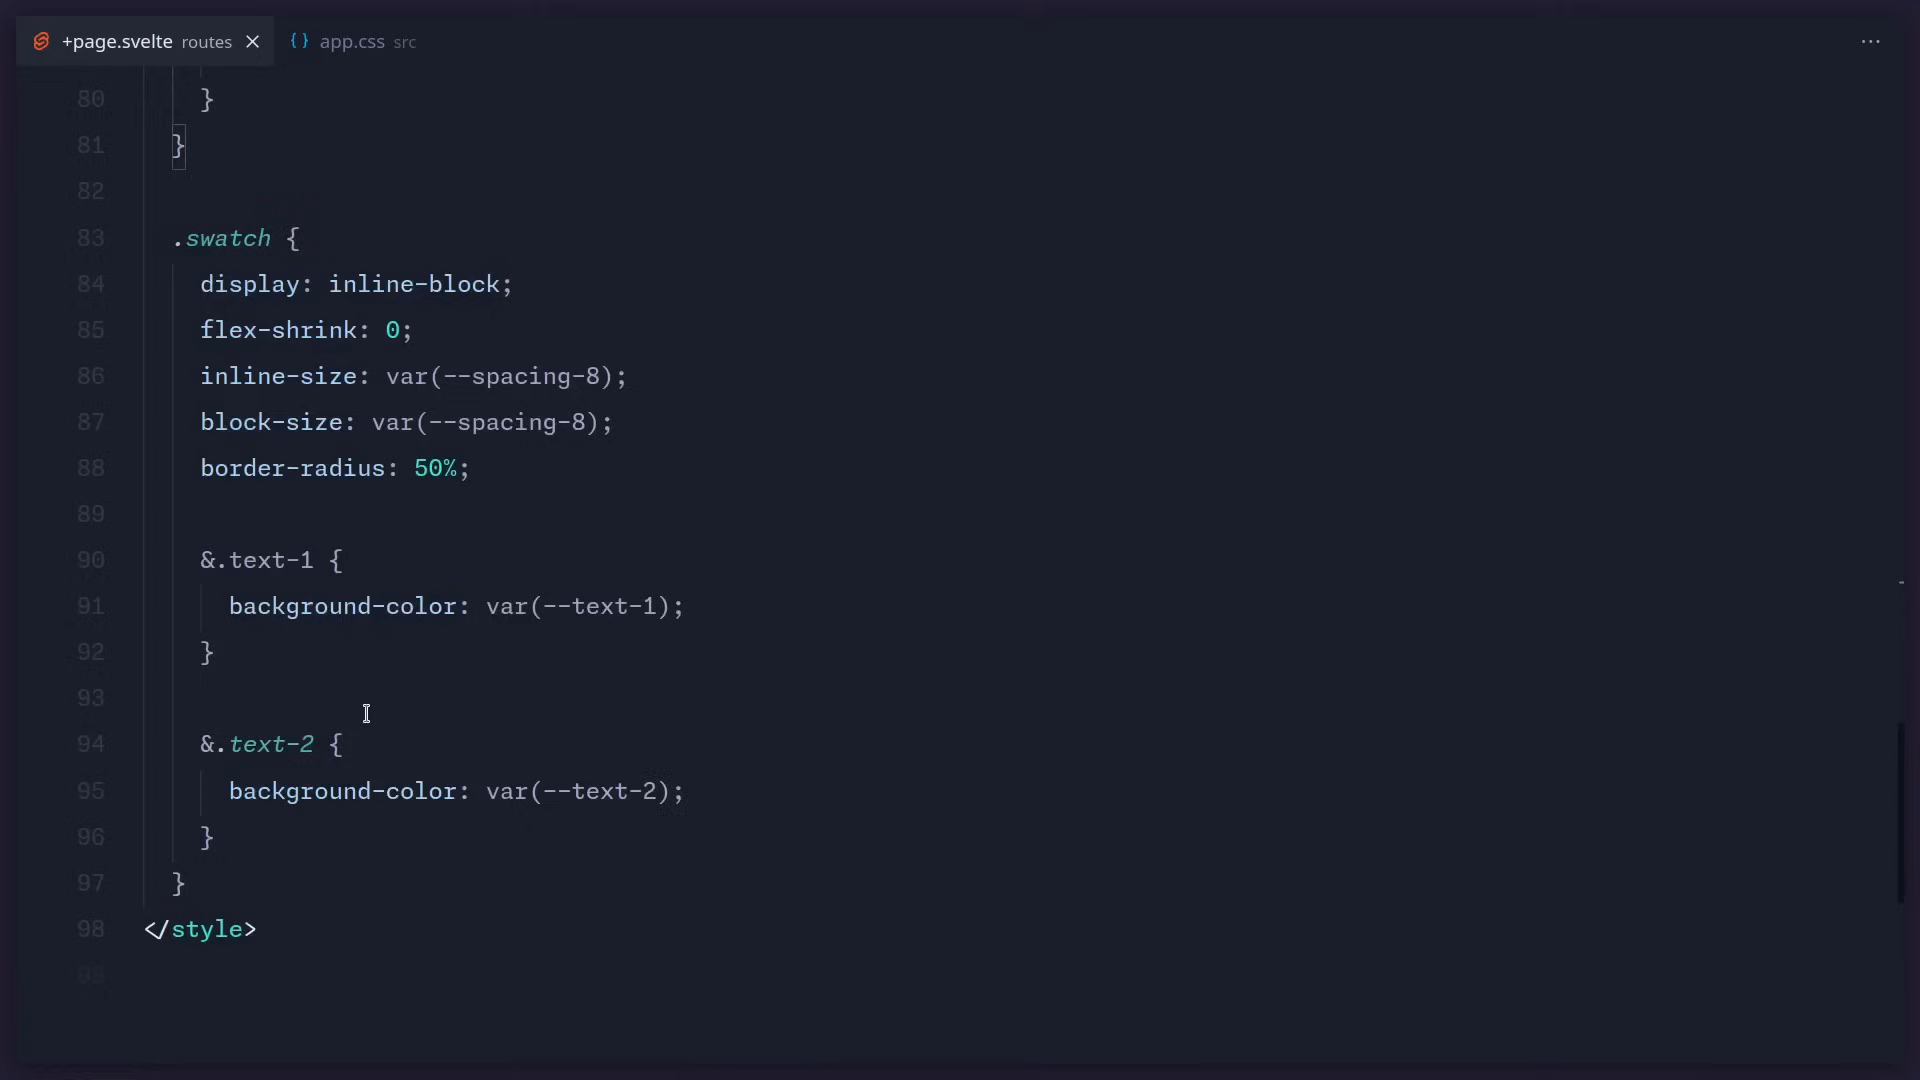 +page.svelte routes
app.css src
80 }
81 }
82
83 .swatch {
84 display: inline-block;
85 flex-shrink: 0;
86 inline-size: var(--spacing-8);
87 block-size: var(--spacing-8);
88 border-radius: 50%;
89
90 &.text-1 {
91 background-color: var(--text-1);
92 }
93
94 &.text-2 {
95 background-color: var(--text-2);
96 }
97 }
98 </style>
99